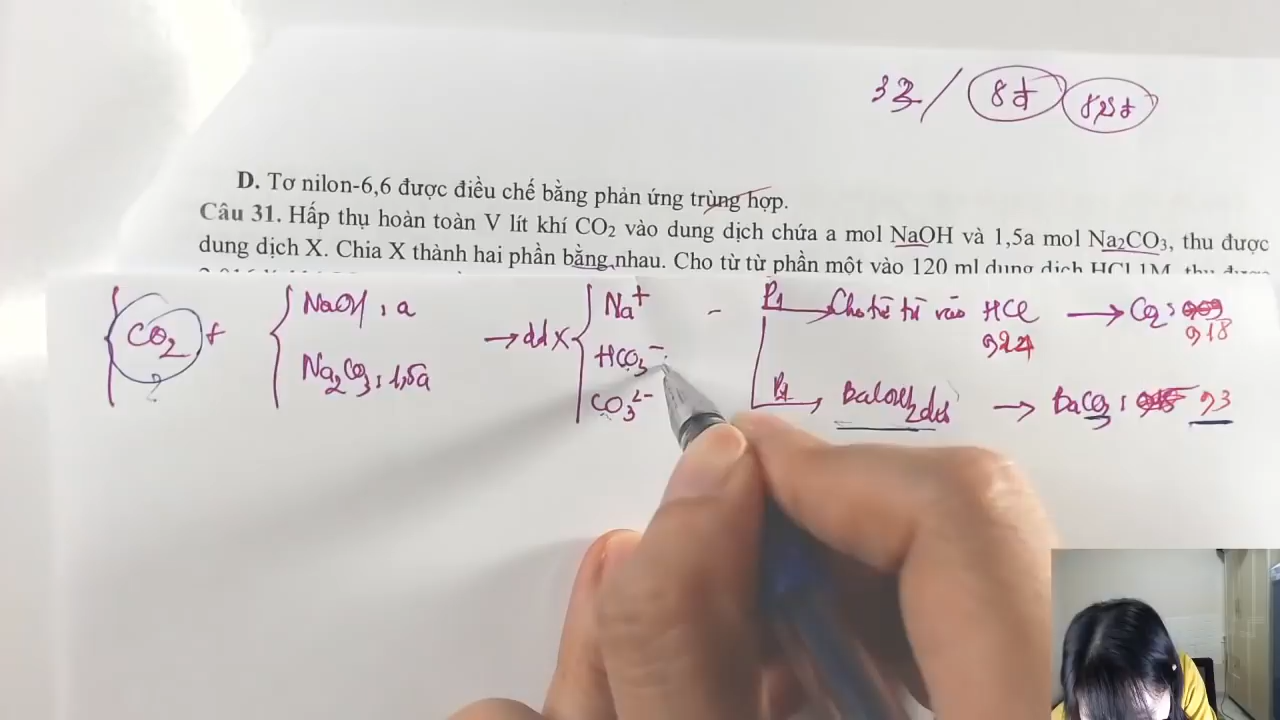 32 / 8đ 8,25đ
D. Tơ nilon-6,6 được điều chế bằng phản ứng trùng hợp.
Câu 31. Hấp thụ hoàn toàn V lít khí CO₂ vào dung dịch chứa a mol NaOH và 1,5a mol Na₂CO₃, thu được
dung dịch X. Chia X thành hai phần bằng nhau. Cho từ từ phần một vào 120 ml dung dịch HCl 1M, thu được
CO₂ + NaOH : a → dd X Na⁺ - P1 → Cho từ từ vào HCl → CO₂ : 0,18
0,24
?
Na₂CO₃ : 1,5a HCO₃⁻
CO₃²⁻ Ba(OH)₂ dư → BaCO₃ : 0,3